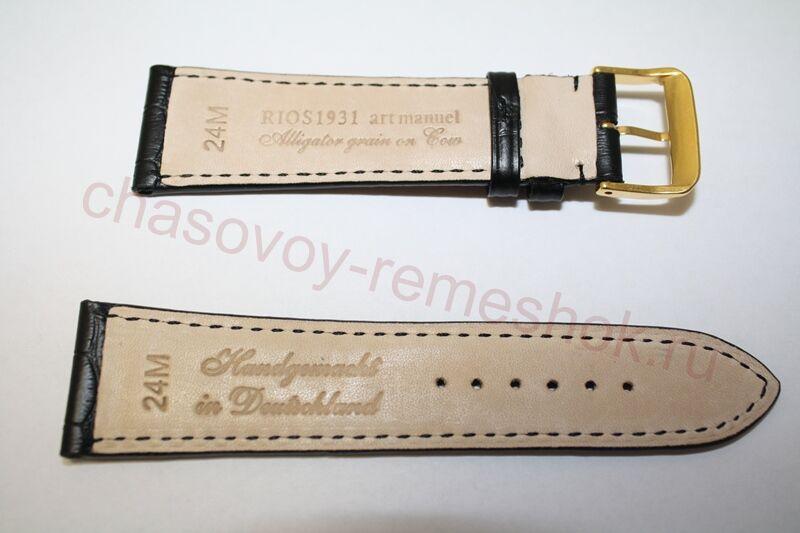 24M
RIOS1931 art manuel
Alligator grain on Cow
chasovoy-remeshok.ru
24M
Handgemacht
in Deutschland